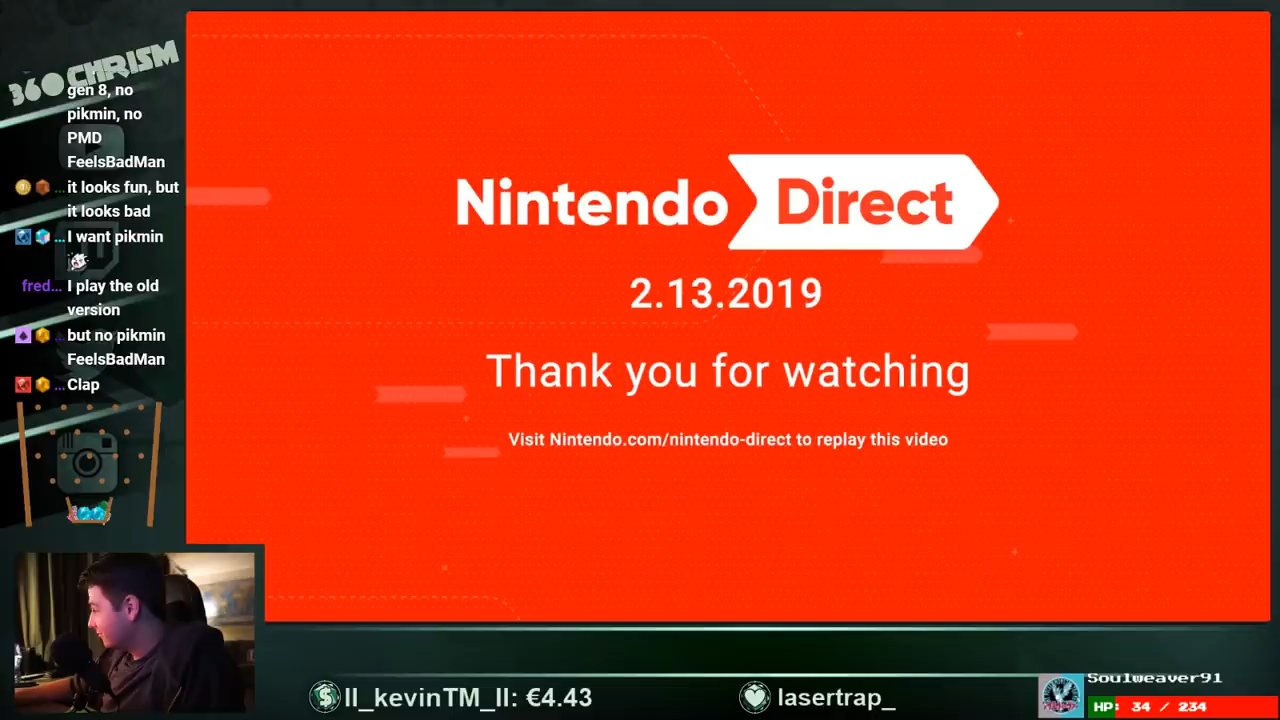 360CHRISM
gen 8, no
pikmin, no
PMD
FeelsBadMan
... it looks fun, but
it looks bad
... I want pikmin
fred... I play the old
version
... but no pikmin
FeelsBadMan
... Clap
Nintendo Direct
2.13.2019
Thank you for watching
Visit Nintendo.com/nintendo-direct to replay this video
ll_kevinTM_ll: €4.43
lasertrap_
Soulweaver91
HP: 34 / 234